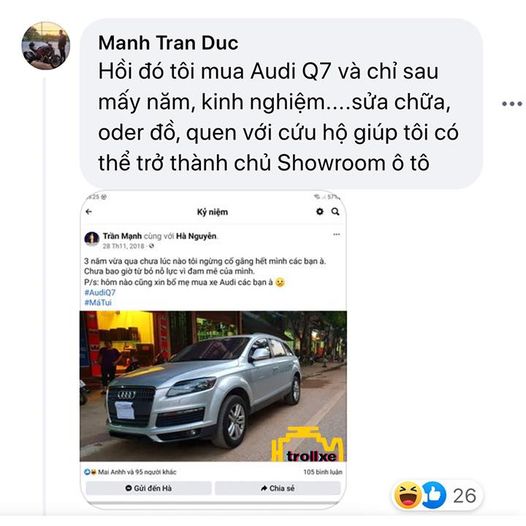 Manh Tran Duc
Hồi đó tôi mua Audi Q7 và chỉ sau
mấy năm, kinh nghiệm....sửa chữa,
oder đồ, quen với cứu hộ giúp tôi có
thể trở thành chủ Showroom ô tô
Kỷ niệm
Trần Mạnh cùng với Hà Nguyên.
28 Th11, 2018
3 năm vừa qua chưa lúc nào tôi ngừng cố gắng hết mình các bạn à.
Chưa bao giờ từ bỏ nỗ lực vì đam mê của mình.
P/s: hôm nào cũng xin bố mẹ mua xe Audi các bạn à 😟
#AudiQ7
#MáTui
trollxe
Mai Anhh và 95 người khác
105 bình luận
Gửi đến Hà
Chia sẻ
26